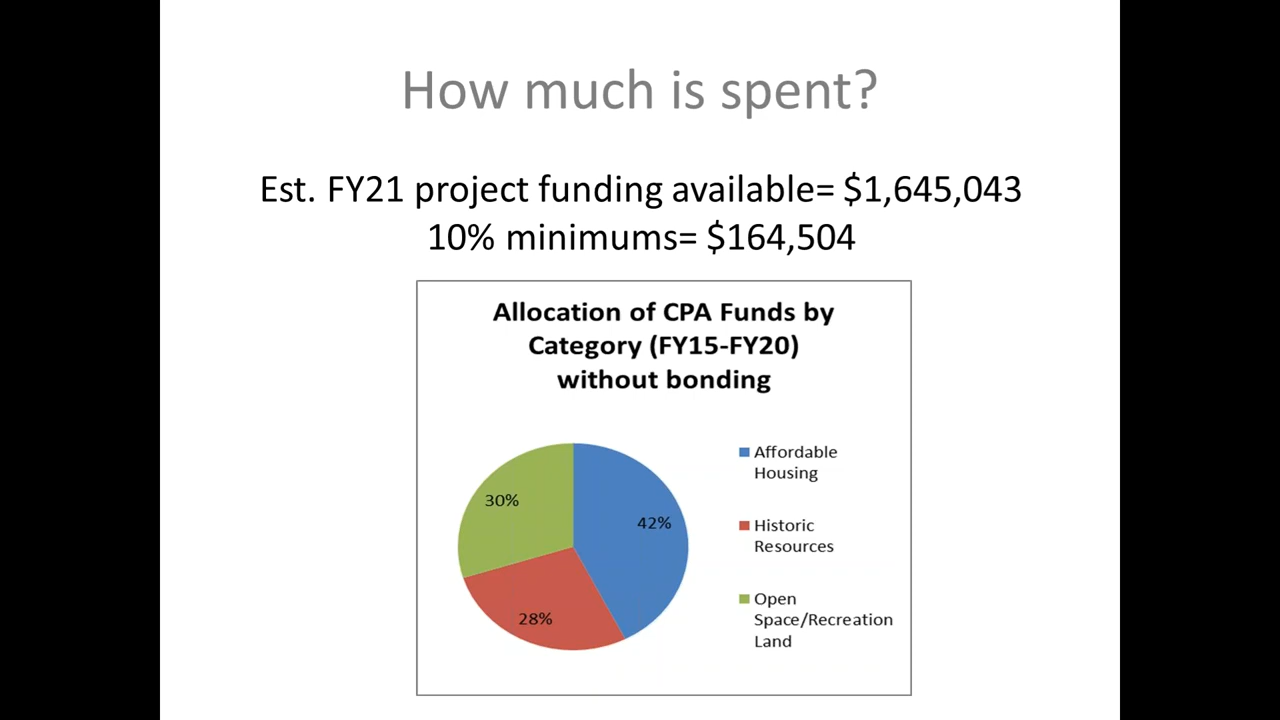 How much is spent?
Est. FY21 project funding available= $1,645,043
10% minimums= $164,504
Allocation of CPA Funds by
Category (FY15-FY20)
without bonding
30%
42%
28%
Affordable
Housing
Historic
Resources
Open
Space/Recreation
Land